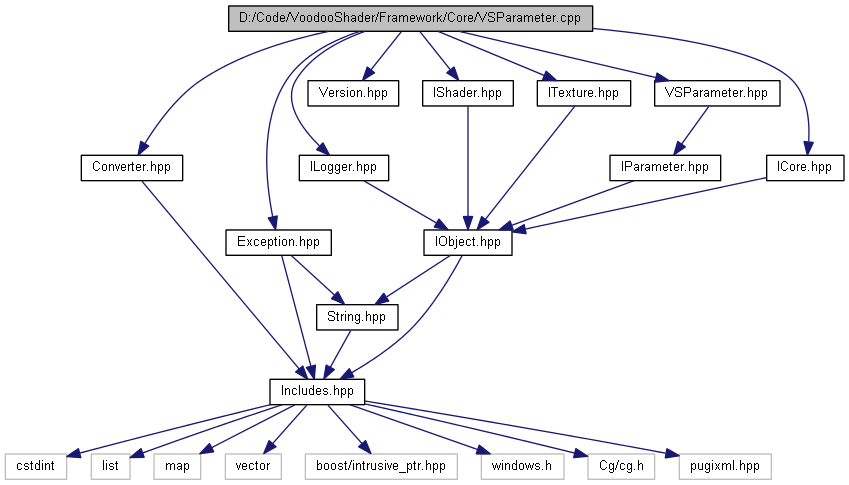 D:/Code/VoodooShader/Framework/Core/VSParameter.cpp
Version.hpp
IShader.hpp
ITexture.hpp
VSParameter.hpp
Converter.hpp
ILogger.hpp
IParameter.hpp
ICore.hpp
Exception.hpp
IObject.hpp
String.hpp
Includes.hpp
cstdint
list
map
vector
boost/intrusive_ptr.hpp
windows.h
Cg/cg.h
pugixml.hpp